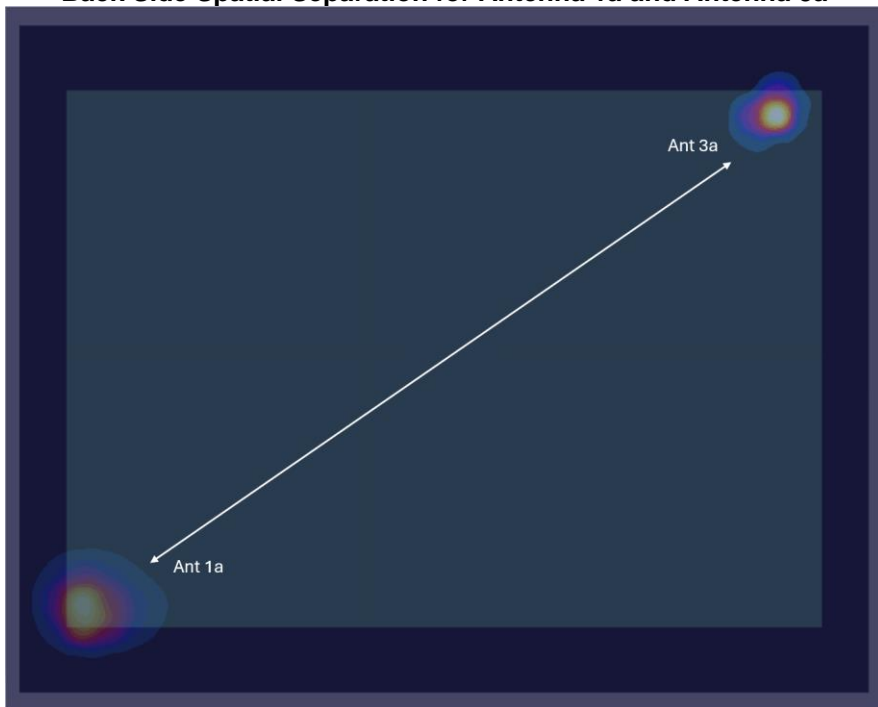 Back Side Spatial Separation for Antenna 1a and Antenna 3a
Ant 3a
Ant 1a